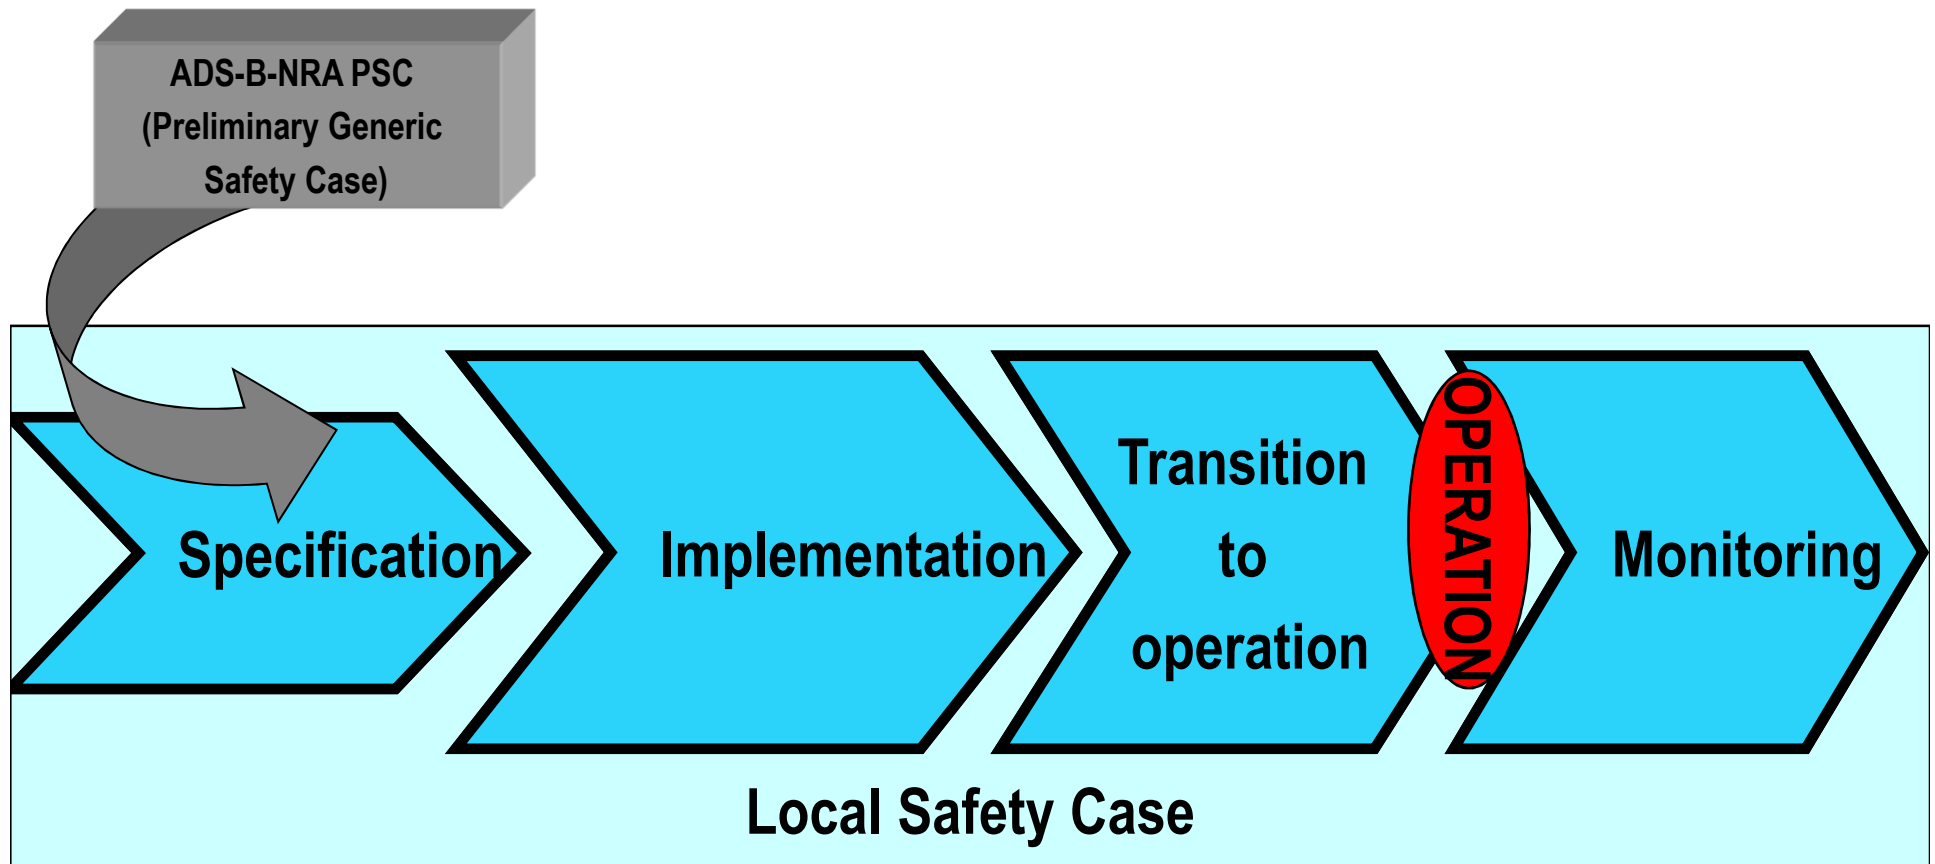 ADS-B-NRA PSC
(Preliminary Generic
Safety Case)
Specification
Implementation
Transition
to
operation
OPERATION
Monitoring
Local Safety Case